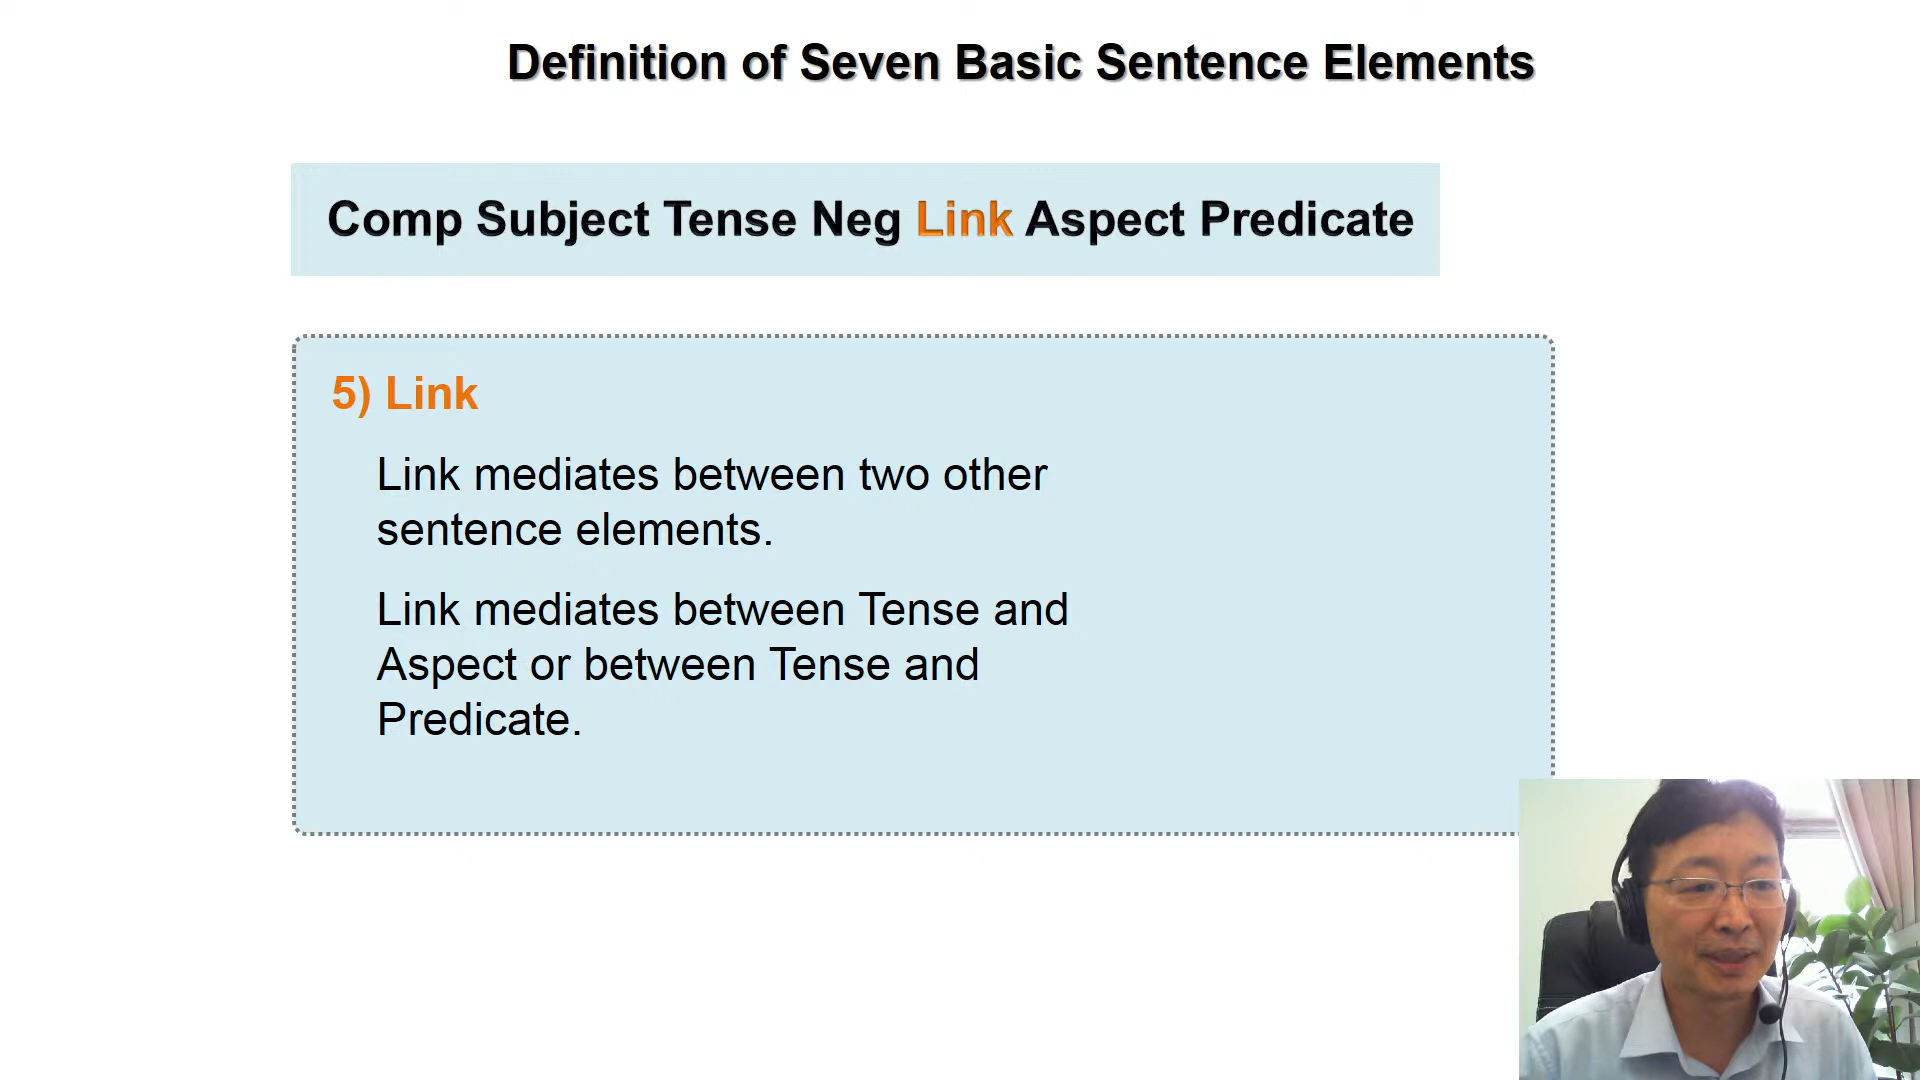 Definition of Seven Basic Sentence Elements
Comp Subject Tense Neg Link Aspect Predicate
5) Link
Link mediates between two other
sentence elements.
Link mediates between Tense and
Aspect or between Tense and
Predicate.